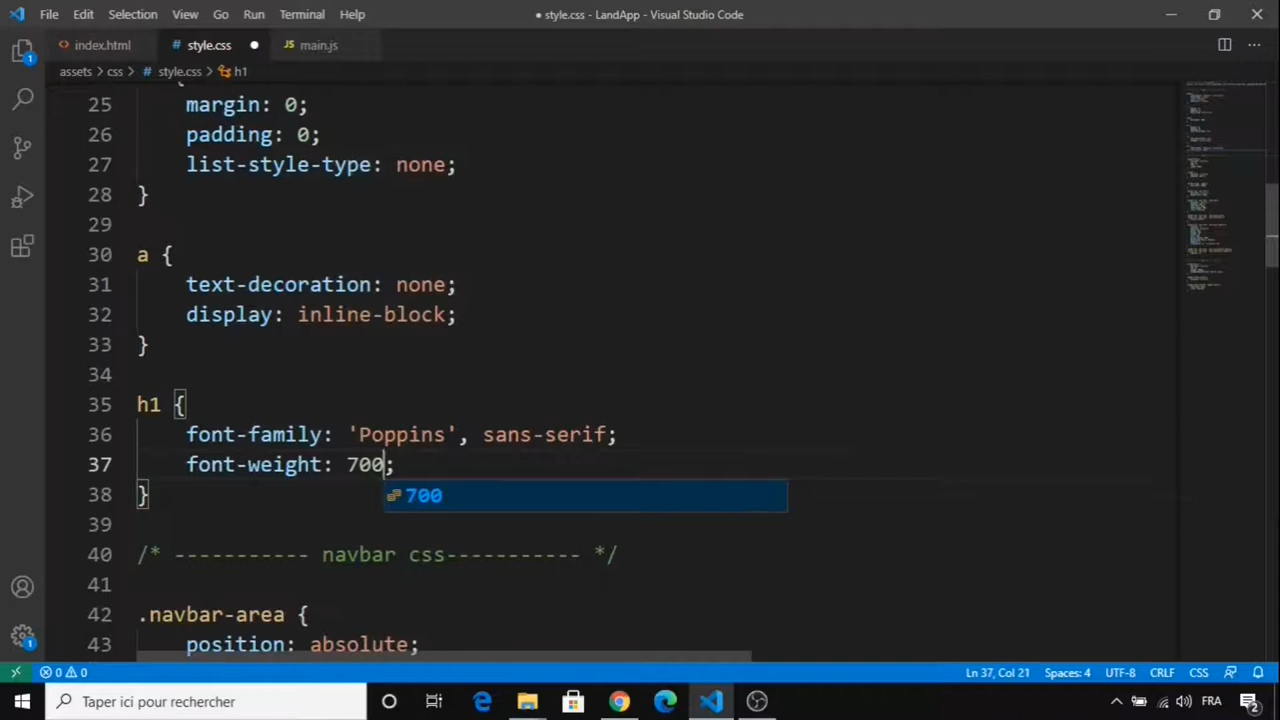 File Edit Selection View Go Run Terminal Help
● style.css - LandApp - Visual Studio Code
index.html
style.css ●
JS main.js
assets > css > # style.css > h1
25 margin: 0;
26 padding: 0;
27 list-style-type: none;
28 }
29
30 a {
31 text-decoration: none;
32 display: inline-block;
33 }
34
35 h1 {
36 font-family: 'Poppins', sans-serif;
37 font-weight: 700;
38 }
700
39
40 /* ----------- navbar css----------- */
41
42 .navbar-area {
43 position: absolute;
1
1
0 0
Ln 37, Col 21 Spaces: 4 UTF-8 CRLF CSS
Taper ici pour rechercher
FRA
2